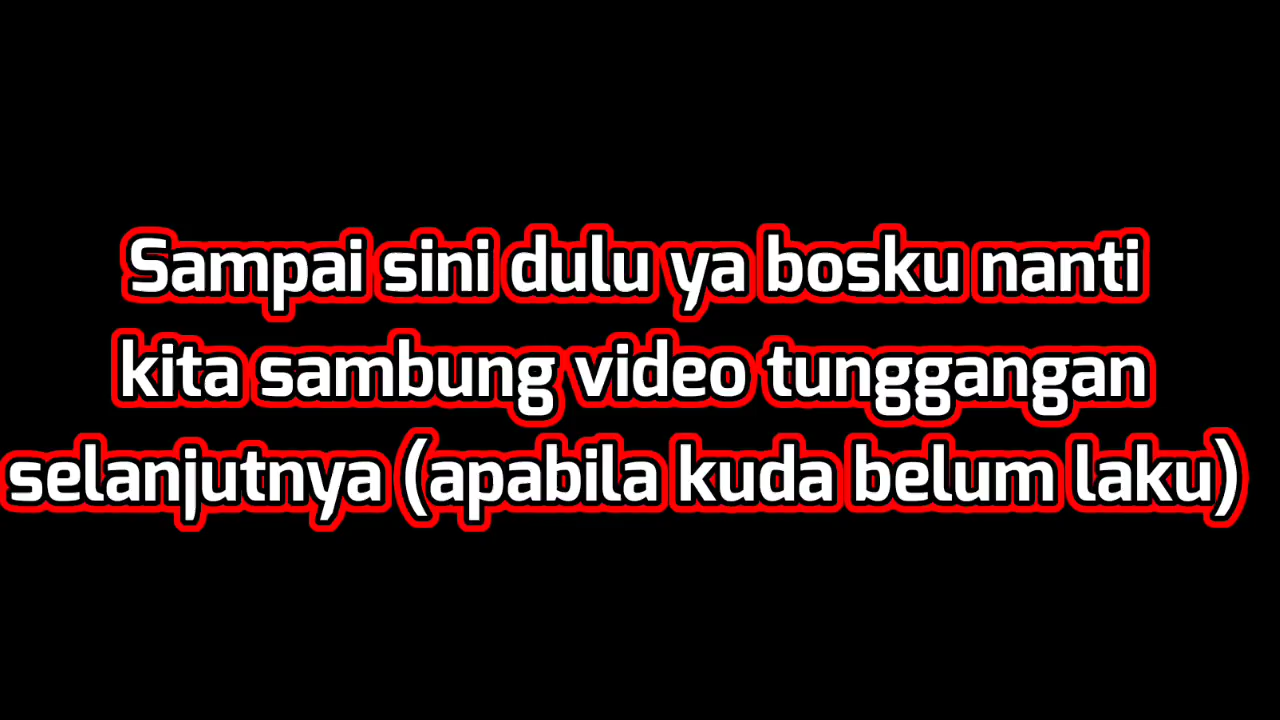 Sampai sini dulu ya bosku nanti
kita sambung video tunggangan
selanjutnya (apabila kuda belum laku)